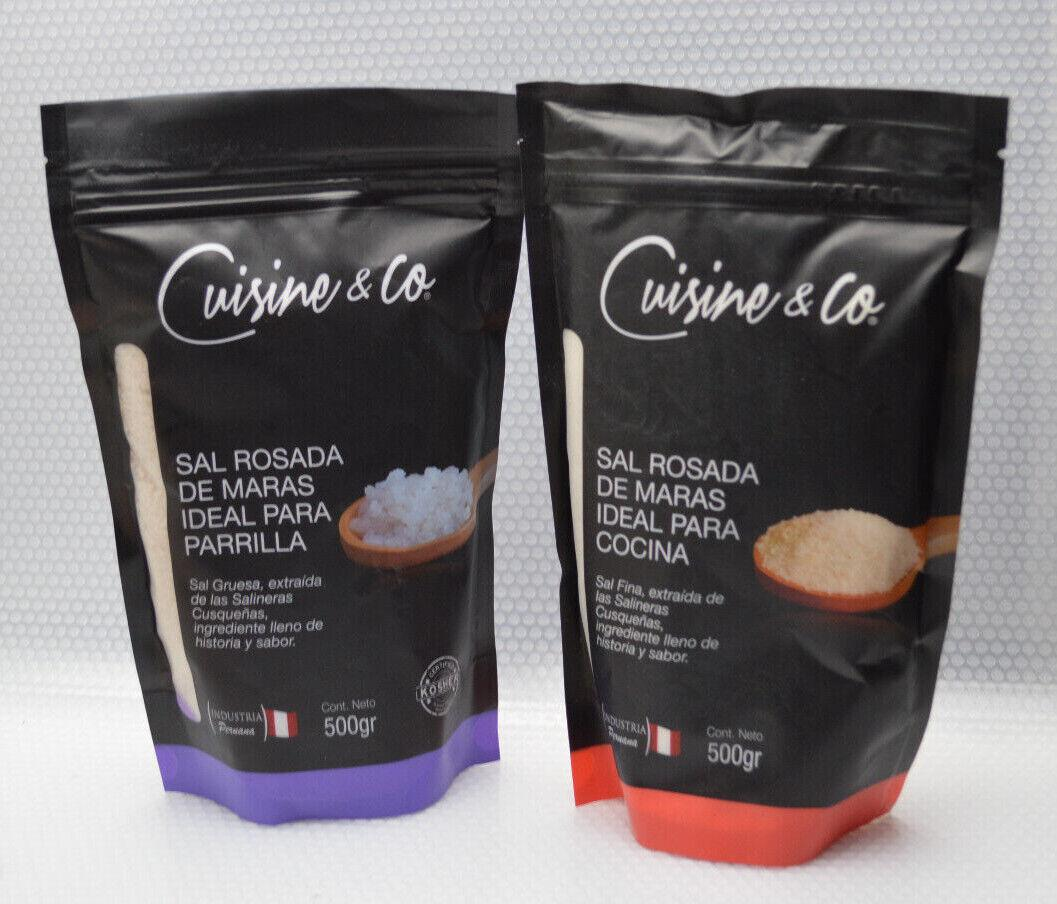 Cuisine & Co®
SAL ROSADA
DE MARAS
IDEAL PARA
PARRILLA
Sal Gruesa, extraída
de las Salineras
Cusqueñas,
ingrediente lleno de
historia y sabor.
CERTIFIED
KOSHER
INDUSTRIA
Peruana
Cont. Neto
500gr
Cuisine & Co®
SAL ROSADA
DE MARAS
IDEAL PARA
COCINA
Sal Fina, extraída de
las Salineras
Cusqueñas,
ingrediente lleno de
historia y sabor.
INDUSTRIA
Peruana
Cont. Neto
500gr